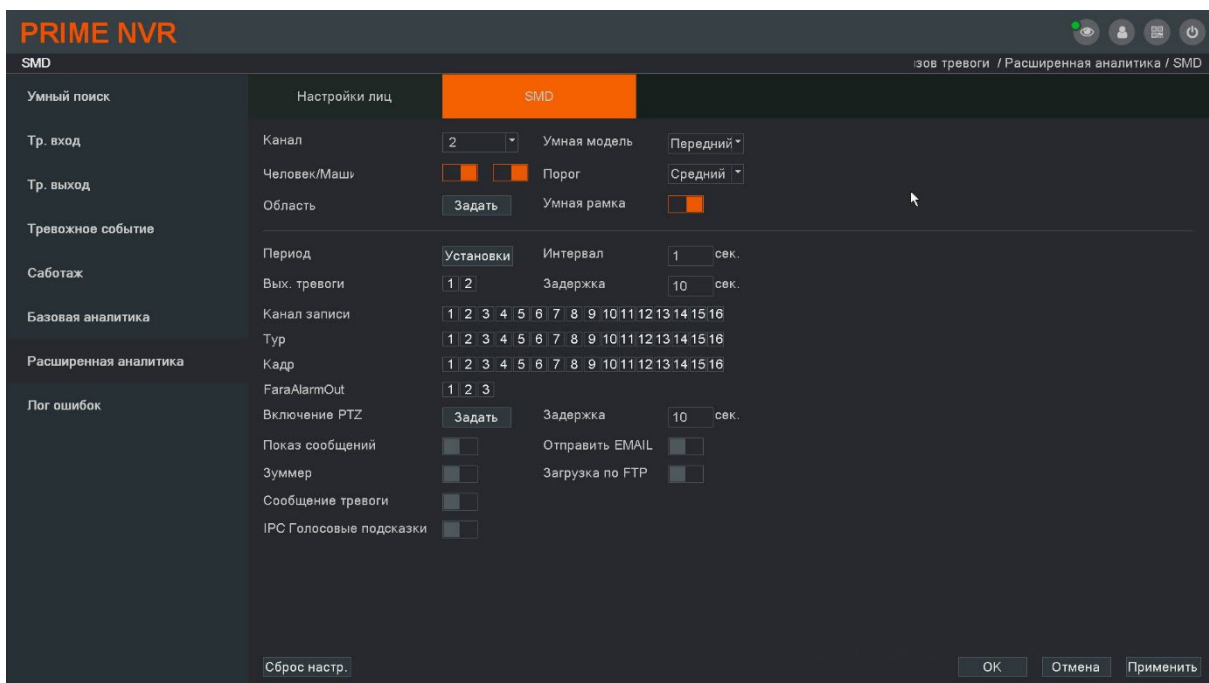 PRIME NVR
SMD
зов тревоги / Расширенная аналитика / SMD
Умный поиск
Тр. вход
Тр. выход
Тревожное событие
Саботаж
Базовая аналитика
Расширенная аналитика
Лог ошибок
Настройки лиц SMD
Канал 2 Умная модель Передний
Человек/Маши Порог Средний
Область Задать Умная рамка
Период Установки Интервал 1 сек.
Вых. тревоги 1 2 Задержка 10 сек.
Канал записи 1 2 3 4 5 6 7 8 9 10 11 12 13 14 15 16
Тур 1 2 3 4 5 6 7 8 9 10 11 12 13 14 15 16
Кадр 1 2 3 4 5 6 7 8 9 10 11 12 13 14 15 16
FaraAlarmOut 1 2 3
Включение PTZ Задать Задержка 10 сек.
Показ сообщений Отправить EMAIL
Зуммер Загрузка по FTP
Сообщение тревоги
IPC Голосовые подсказки
Сброс настр. OK Отмена Применить